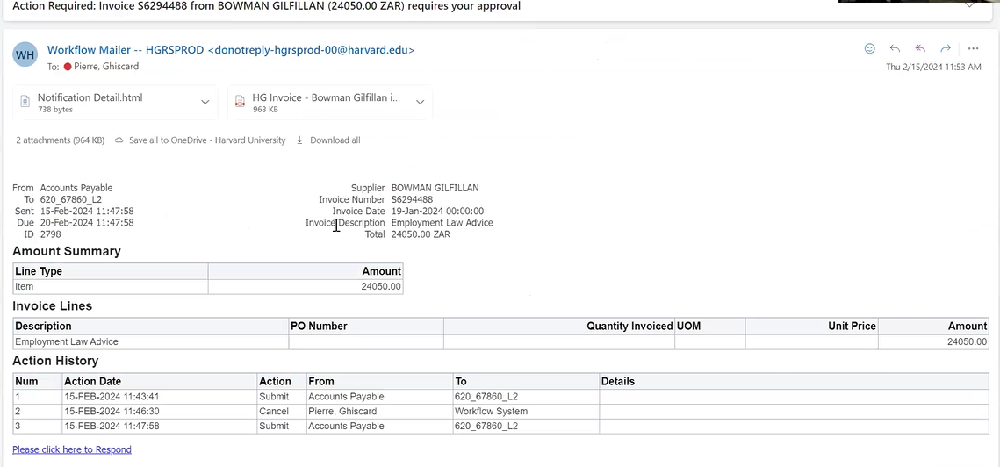 Action Required: Invoice S6294488 from BOWMAN GILFILLAN (24050.00 ZAR) requires your approval
WH
Workflow Mailer -- HGRSPROD <donotreply-hgrsprod-00@harvard.edu>
To: Pierre, Ghiscard
Thu 2/15/2024 11:53 AM
Notification Detail.html
738 bytes
HG Invoice - Bowman Gilfillan i...
963 KB
2 attachments (964 KB) Save all to OneDrive - Harvard University Download all
From Accounts Payable
To 620_67860_L2
Sent 15-Feb-2024 11:47:58
Due 20-Feb-2024 11:47:58
ID 2798
Supplier BOWMAN GILFILLAN
Invoice Number S6294488
Invoice Date 19-Jan-2024 00:00:00
Invoice Description Employment Law Advice
Total 24050.00 ZAR
Amount Summary
Line Type Amount
Item 24050.00
Invoice Lines
Description PO Number Quantity Invoiced UOM Unit Price Amount
Employment Law Advice 24050.00
Action History
Num Action Date Action From To Details
1 15-FEB-2024 11:43:41 Submit Accounts Payable 620_67860_L2
2 15-FEB-2024 11:46:30 Cancel Pierre, Ghiscard Workflow System
3 15-FEB-2024 11:47:58 Submit Accounts Payable 620_67860_L2
Please click here to Respond